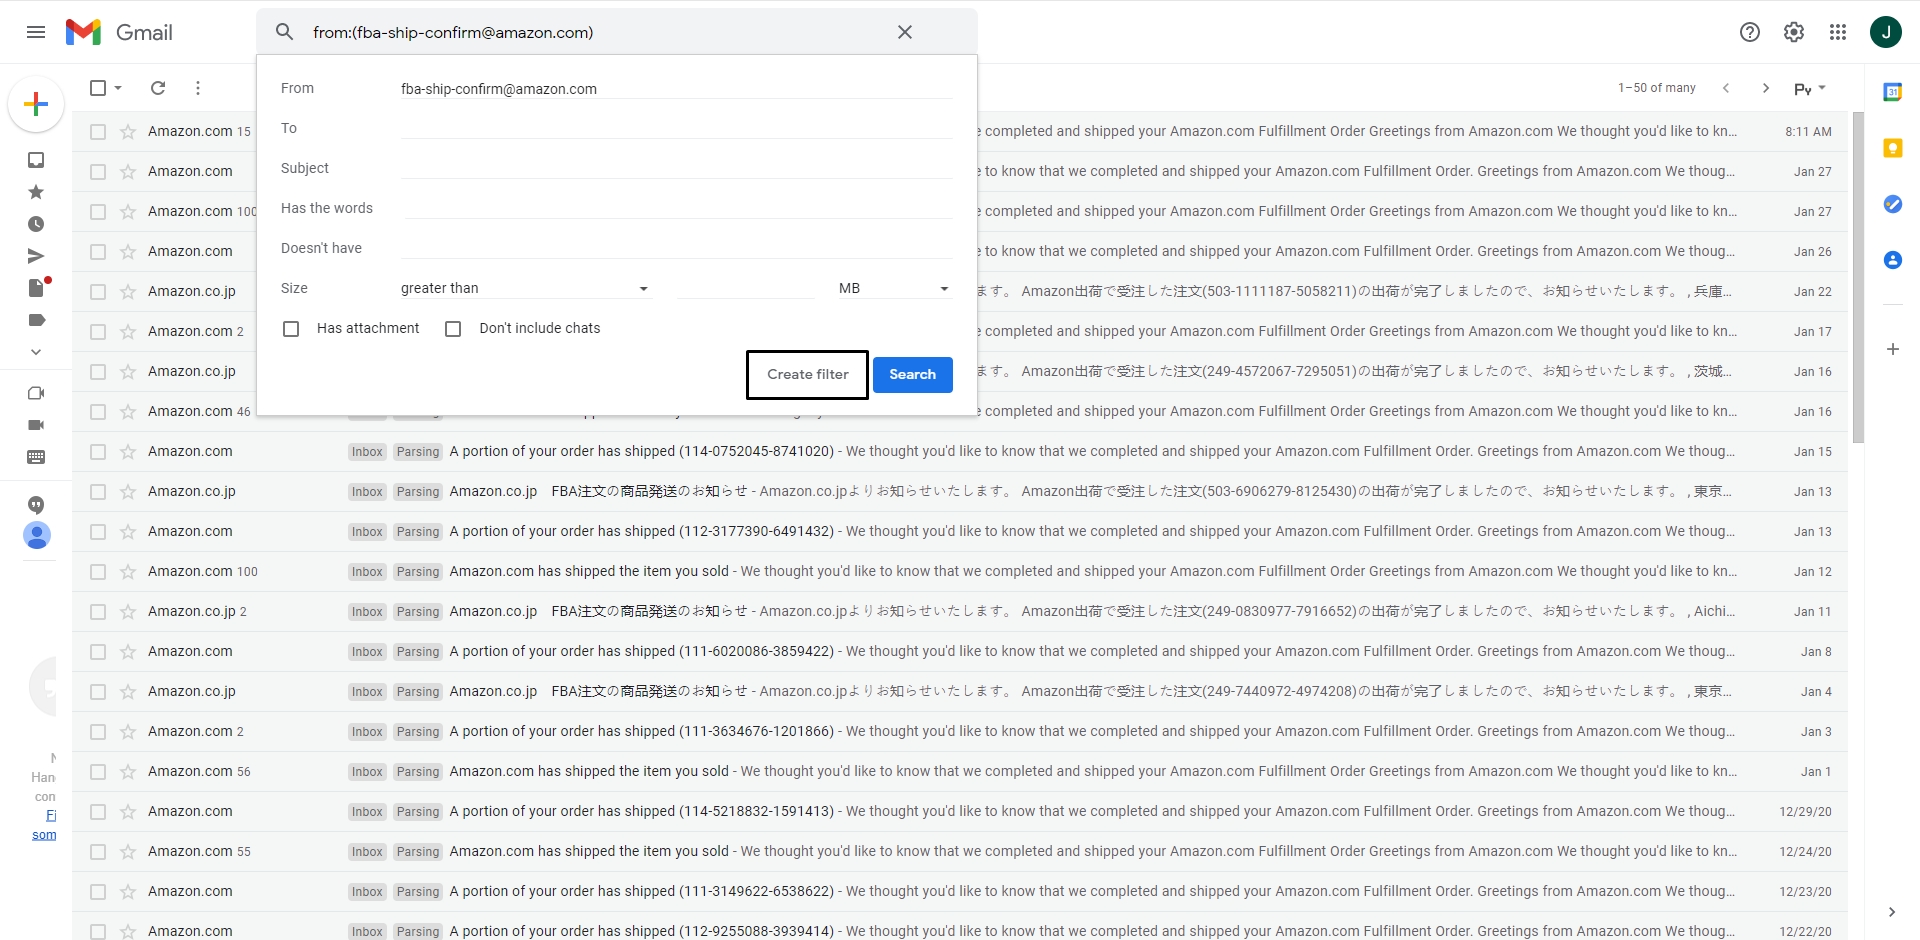 Gmail
from:(fba-ship-confirm@amazon.com)
J
From fba-ship-confirm@amazon.com
To
Subject
Has the words
Doesn't have
Size greater than MB
Has attachment Don't include chats
Create filter Search
1–50 of many
31
Amazon.com 15 completed and shipped your Amazon.com Fulfillment Order Greetings from Amazon.com We thought you'd like to kn... 8:11 AM
Amazon.com to know that we completed and shipped your Amazon.com Fulfillment Order. Greetings from Amazon.com We thoug... Jan 27
Amazon.com 100 completed and shipped your Amazon.com Fulfillment Order Greetings from Amazon.com We thought you'd like to kn... Jan 27
Amazon.com to know that we completed and shipped your Amazon.com Fulfillment Order. Greetings from Amazon.com We thoug... Jan 26
Amazon.co.jp ます。 Amazon出荷で受注した注文(503-1111187-5058211)の出荷が完了しましたので、お知らせいたします。 , 兵庫... Jan 22
Amazon.com 2 completed and shipped your Amazon.com Fulfillment Order Greetings from Amazon.com We thought you'd like to kn... Jan 17
Amazon.co.jp ます。 Amazon出荷で受注した注文(249-4572067-7295051)の出荷が完了しましたので、お知らせいたします。 , 茨城... Jan 16
Amazon.com 46 completed and shipped your Amazon.com Fulfillment Order Greetings from Amazon.com We thought you'd like to kn... Jan 16
Amazon.com Inbox Parsing A portion of your order has shipped (114-0752045-8741020) - We thought you'd like to know that we completed and shipped your Amazon.com Fulfillment Order. Greetings from Amazon.com We thoug... Jan 15
Amazon.co.jp Inbox Parsing Amazon.co.jp FBA注文の商品発送のお知らせ - Amazon.co.jpよりお知らせいたします。 Amazon出荷で受注した注文(503-6906279-8125430)の出荷が完了しましたので、お知らせいたします。 , 東京... Jan 13
Amazon.com Inbox Parsing A portion of your order has shipped (112-3177390-6491432) - We thought you'd like to know that we completed and shipped your Amazon.com Fulfillment Order. Greetings from Amazon.com We thoug... Jan 13
Amazon.com 100 Inbox Parsing Amazon.com has shipped the item you sold - We thought you'd like to know that we completed and shipped your Amazon.com Fulfillment Order Greetings from Amazon.com We thought you'd like to kn... Jan 12
Amazon.co.jp 2 Inbox Parsing Amazon.co.jp FBA注文の商品発送のお知らせ - Amazon.co.jpよりお知らせいたします。 Amazon出荷で受注した注文(249-0830977-7916652)の出荷が完了しましたので、お知らせいたします。 , Aichi... Jan 11
Amazon.com Inbox Parsing A portion of your order has shipped (111-6020086-3859422) - We thought you'd like to know that we completed and shipped your Amazon.com Fulfillment Order. Greetings from Amazon.com We thoug... Jan 8
Amazon.co.jp Inbox Parsing Amazon.co.jp FBA注文の商品発送のお知らせ - Amazon.co.jpよりお知らせいたします。 Amazon出荷で受注した注文(249-7440972-4974208)の出荷が完了しましたので、お知らせいたします。 , 東京... Jan 4
Amazon.com 2 Inbox Parsing A portion of your order has shipped (111-3634676-1201866) - We thought you'd like to know that we completed and shipped your Amazon.com Fulfillment Order. Greetings from Amazon.com We thoug... Jan 3
Amazon.com 56 Inbox Parsing Amazon.com has shipped the item you sold - We thought you'd like to know that we completed and shipped your Amazon.com Fulfillment Order Greetings from Amazon.com We thought you'd like to kn... Jan 1
Amazon.com Inbox Parsing A portion of your order has shipped (114-5218832-1591413) - We thought you'd like to know that we completed and shipped your Amazon.com Fulfillment Order. Greetings from Amazon.com We thoug... 12/29/20
Amazon.com 55 Inbox Parsing Amazon.com has shipped the item you sold - We thought you'd like to know that we completed and shipped your Amazon.com Fulfillment Order Greetings from Amazon.com We thought you'd like to kn... 12/24/20
Amazon.com Inbox Parsing A portion of your order has shipped (111-3149622-6538622) - We thought you'd like to know that we completed and shipped your Amazon.com Fulfillment Order. Greetings from Amazon.com We thoug... 12/23/20
Amazon.com Inbox Parsing A portion of your order has shipped (112-9255088-3939414) - We thought you'd like to know that we completed and shipped your Amazon.com Fulfillment Order. Greetings from Amazon.com We thoug... 12/22/20
Han
con
Fi
som